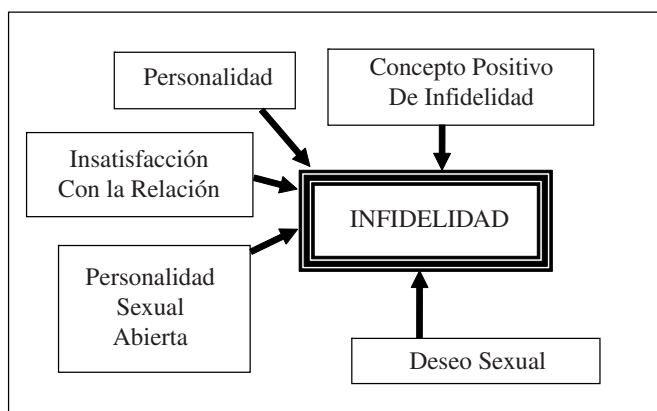 Personalidad
Concepto Positivo
De Infidelidad
Insatisfacción
Con la Relación
INFIDELIDAD
Personalidad
Sexual
Abierta
Deseo Sexual